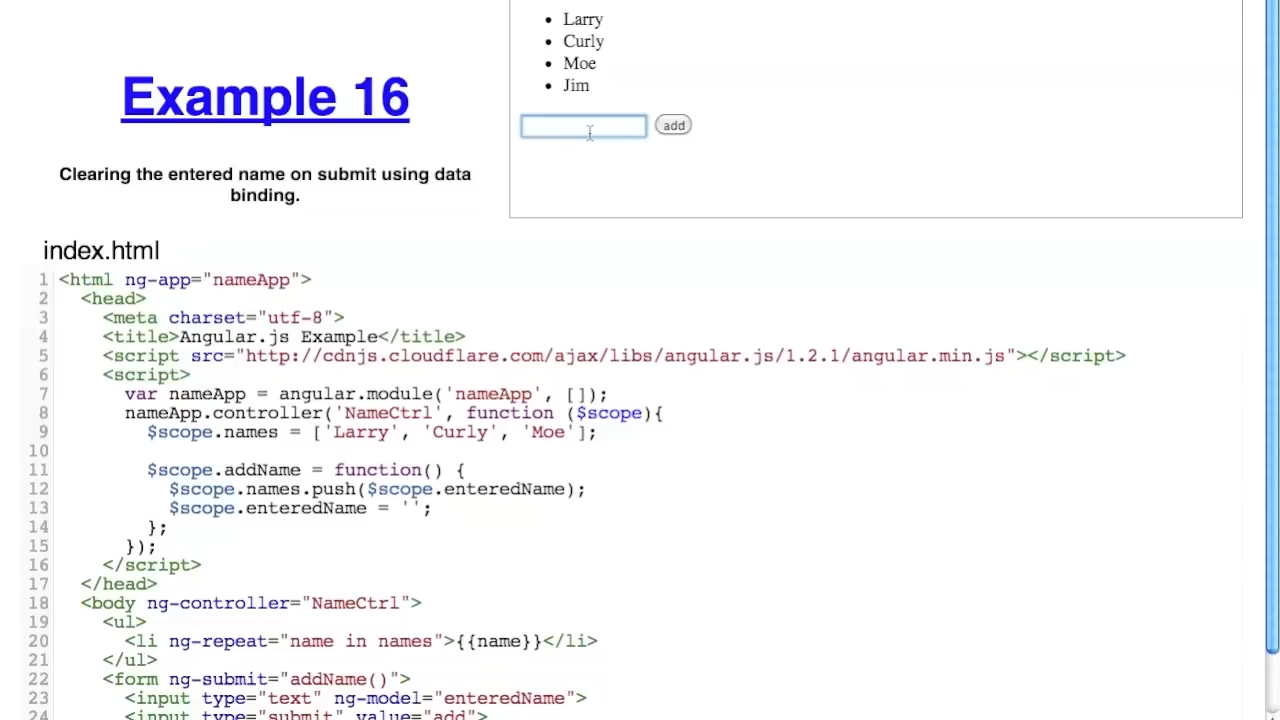 Larry
Curly
Moe
Jim
add
Example 16
Clearing the entered name on submit using data
binding.
index.html
1 <html ng-app="nameApp">
2 <head>
3 <meta charset="utf-8">
4 <title>Angular.js Example</title>
5 <script src="http://cdnjs.cloudflare.com/ajax/libs/angular.js/1.2.1/angular.min.js"></script>
6 <script>
7 var nameApp = angular.module('nameApp', []);
8 nameApp.controller('NameCtrl', function ($scope){
9 $scope.names = ['Larry', 'Curly', 'Moe'];
10
11 $scope.addName = function() {
12 $scope.names.push($scope.enteredName);
13 $scope.enteredName = '';
14 };
15 });
16 </script>
17 </head>
18 <body ng-controller="NameCtrl">
19 <ul>
20 <li ng-repeat="name in names">{{name}}</li>
21 </ul>
22 <form ng-submit="addName()">
23 <input type="text" ng-model="enteredName">
24 <input type="submit" value="add">